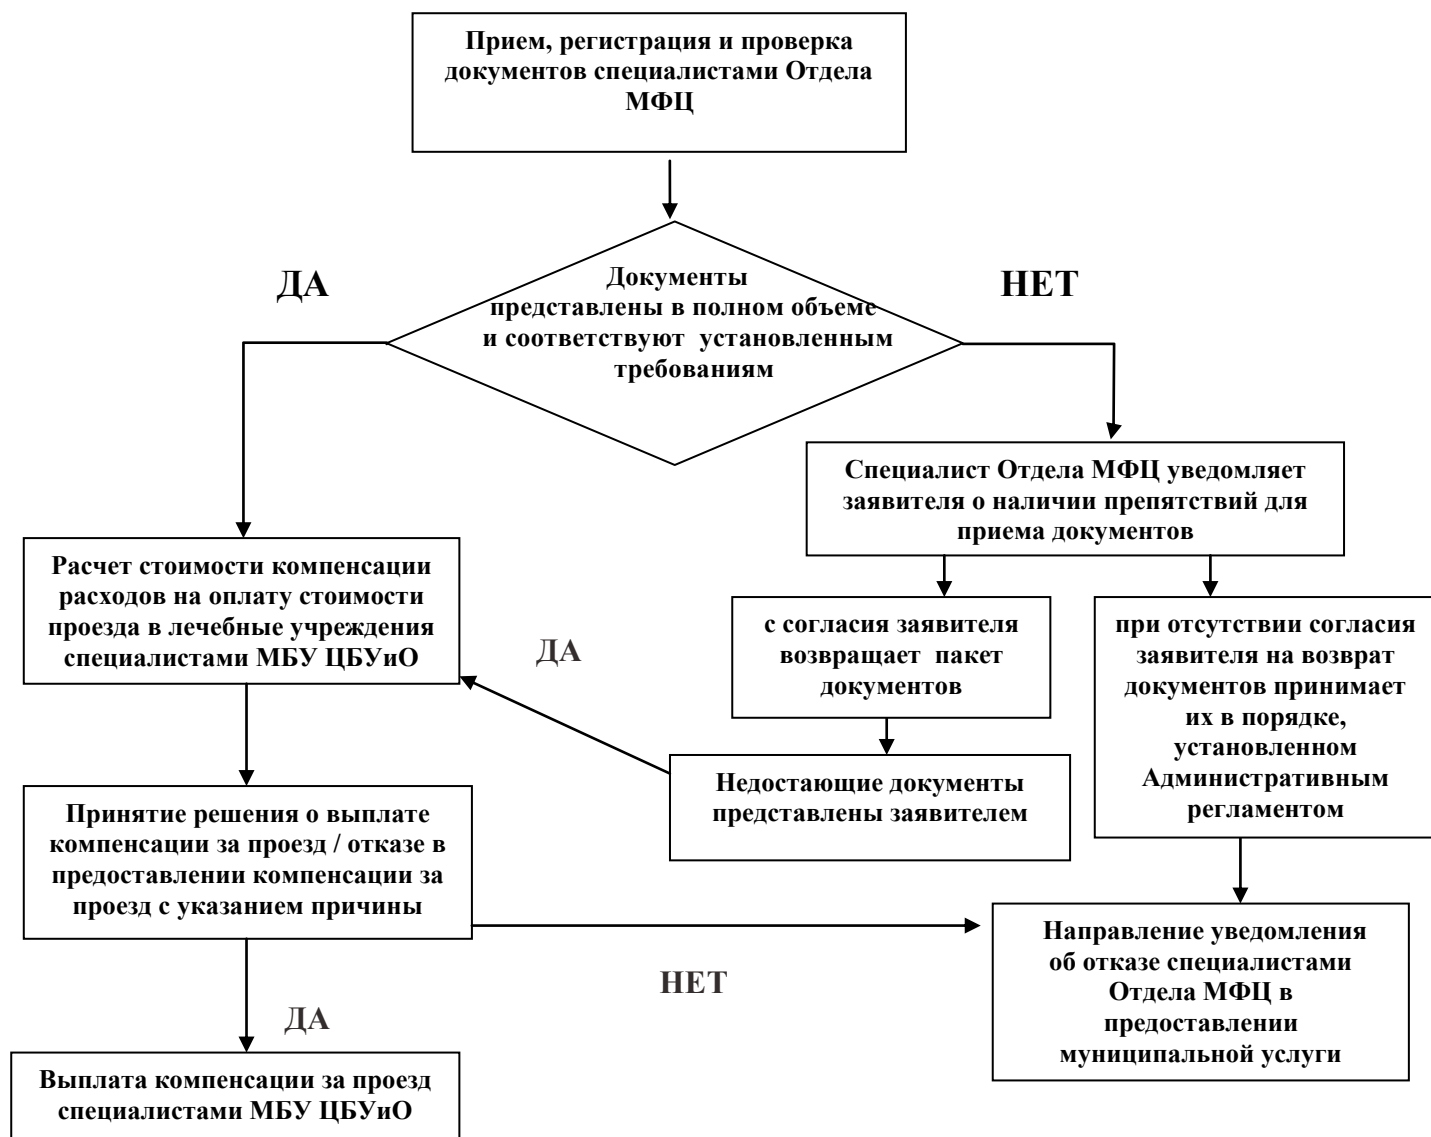 Прием, регистрация и проверка
документов специалистами Отдела
МФЦ
ДА
Документы
представлены в полном объеме
и соответствуют установленным
требованиям
НЕТ
Специалист Отдела МФЦ уведомляет
заявителя о наличии препятствий для
приема документов
Расчет стоимости компенсации
расходов на оплату стоимости
проезда в лечебные учреждения
специалистами МБУ ЦБУиО
ДА
с согласия заявителя
возвращает пакет
документов
при отсутствии согласия
заявителя на возврат
документов принимает
их в порядке,
установленном
Административным
регламентом
Недостающие документы
представлены заявителем
Принятие решения о выплате
компенсации за проезд / отказе в
предоставлении компенсации за
проезд с указанием причины
НЕТ
Направление уведомления
об отказе специалистами
Отдела МФЦ в
предоставлении
муниципальной услуги
ДА
Выплата компенсации за проезд
специалистами МБУ ЦБУиО